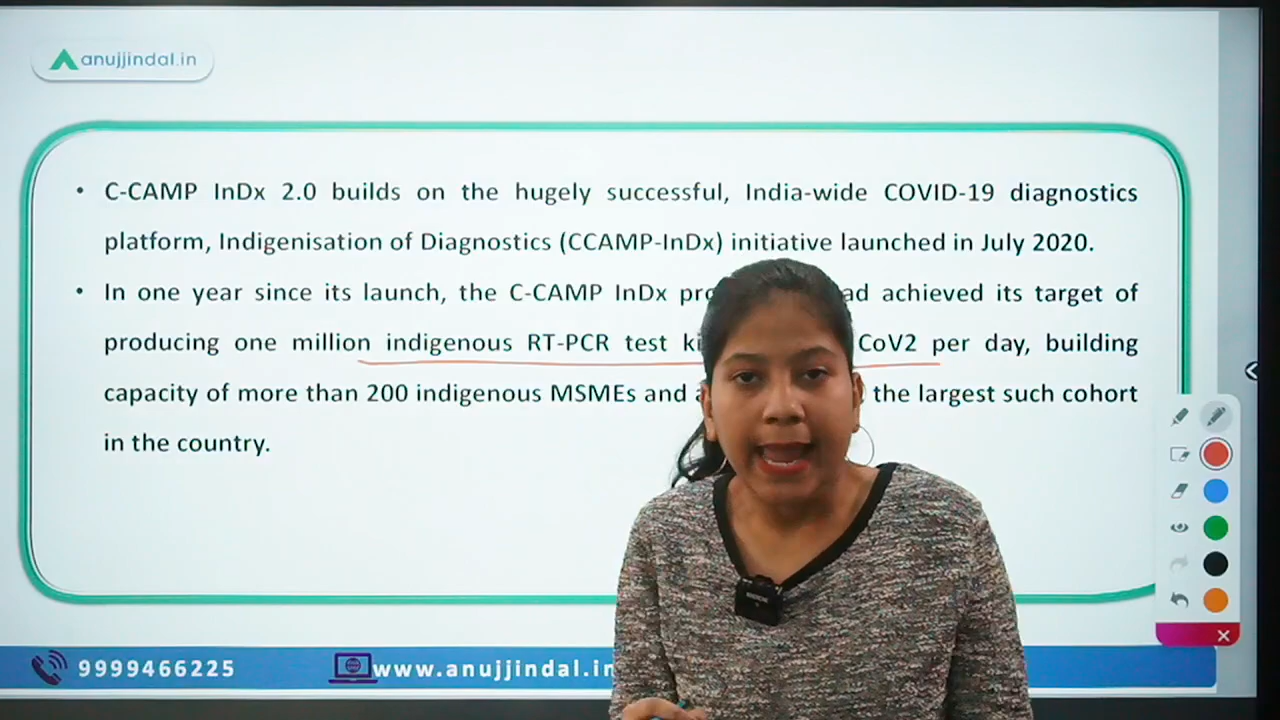 anujjindal.in
• C-CAMP InDx 2.0 builds on the hugely successful, India-wide COVID-19 diagnostics
platform, Indigenisation of Diagnostics (CCAMP-InDx) initiative launched in July 2020.
• In one year since its launch, the C-CAMP InDx achieved its target of
producing one million indigenous RT-PCR test CoV2 per day, building
capacity of more than 200 indigenous MSMEs and the largest such cohort
in the country.
9999466225 www.anujjindal.in